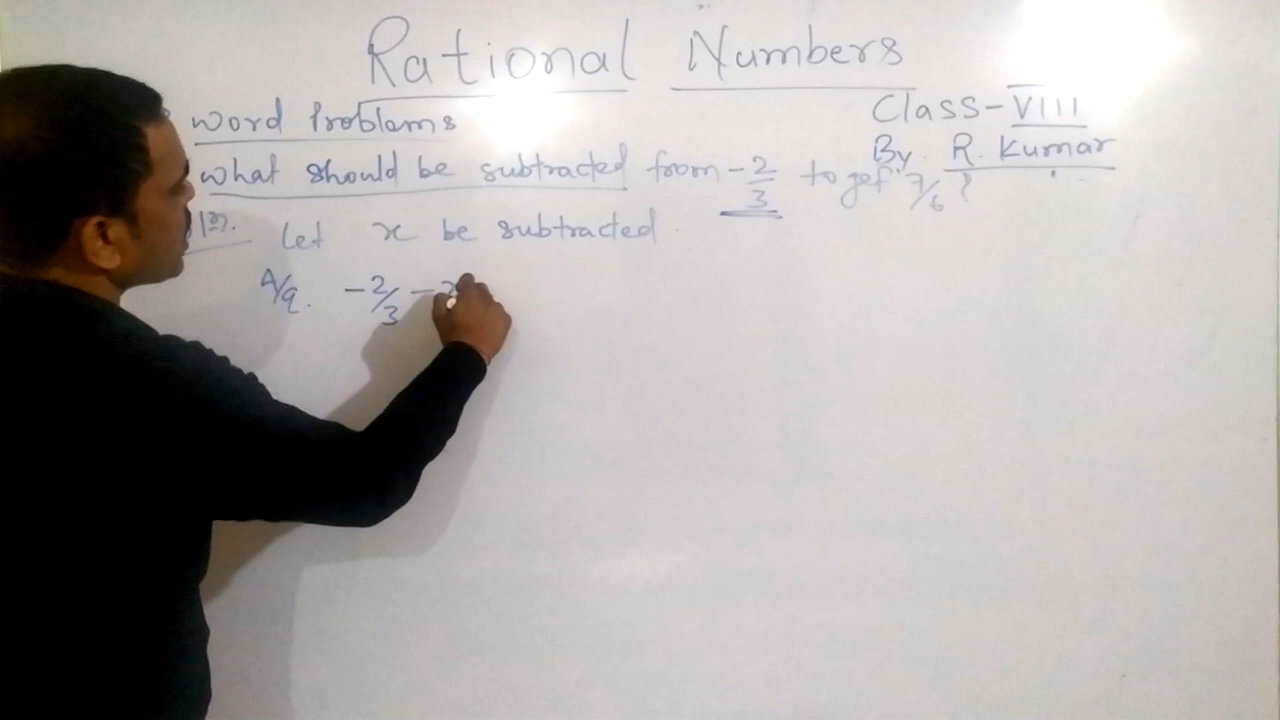 Rational Numbers
Class-VIII
By. R. Kumar
word Problems
what should be subtracted from -2/3 to get 7/6 ?
Let x be subtracted.
A/q. -2/3 -